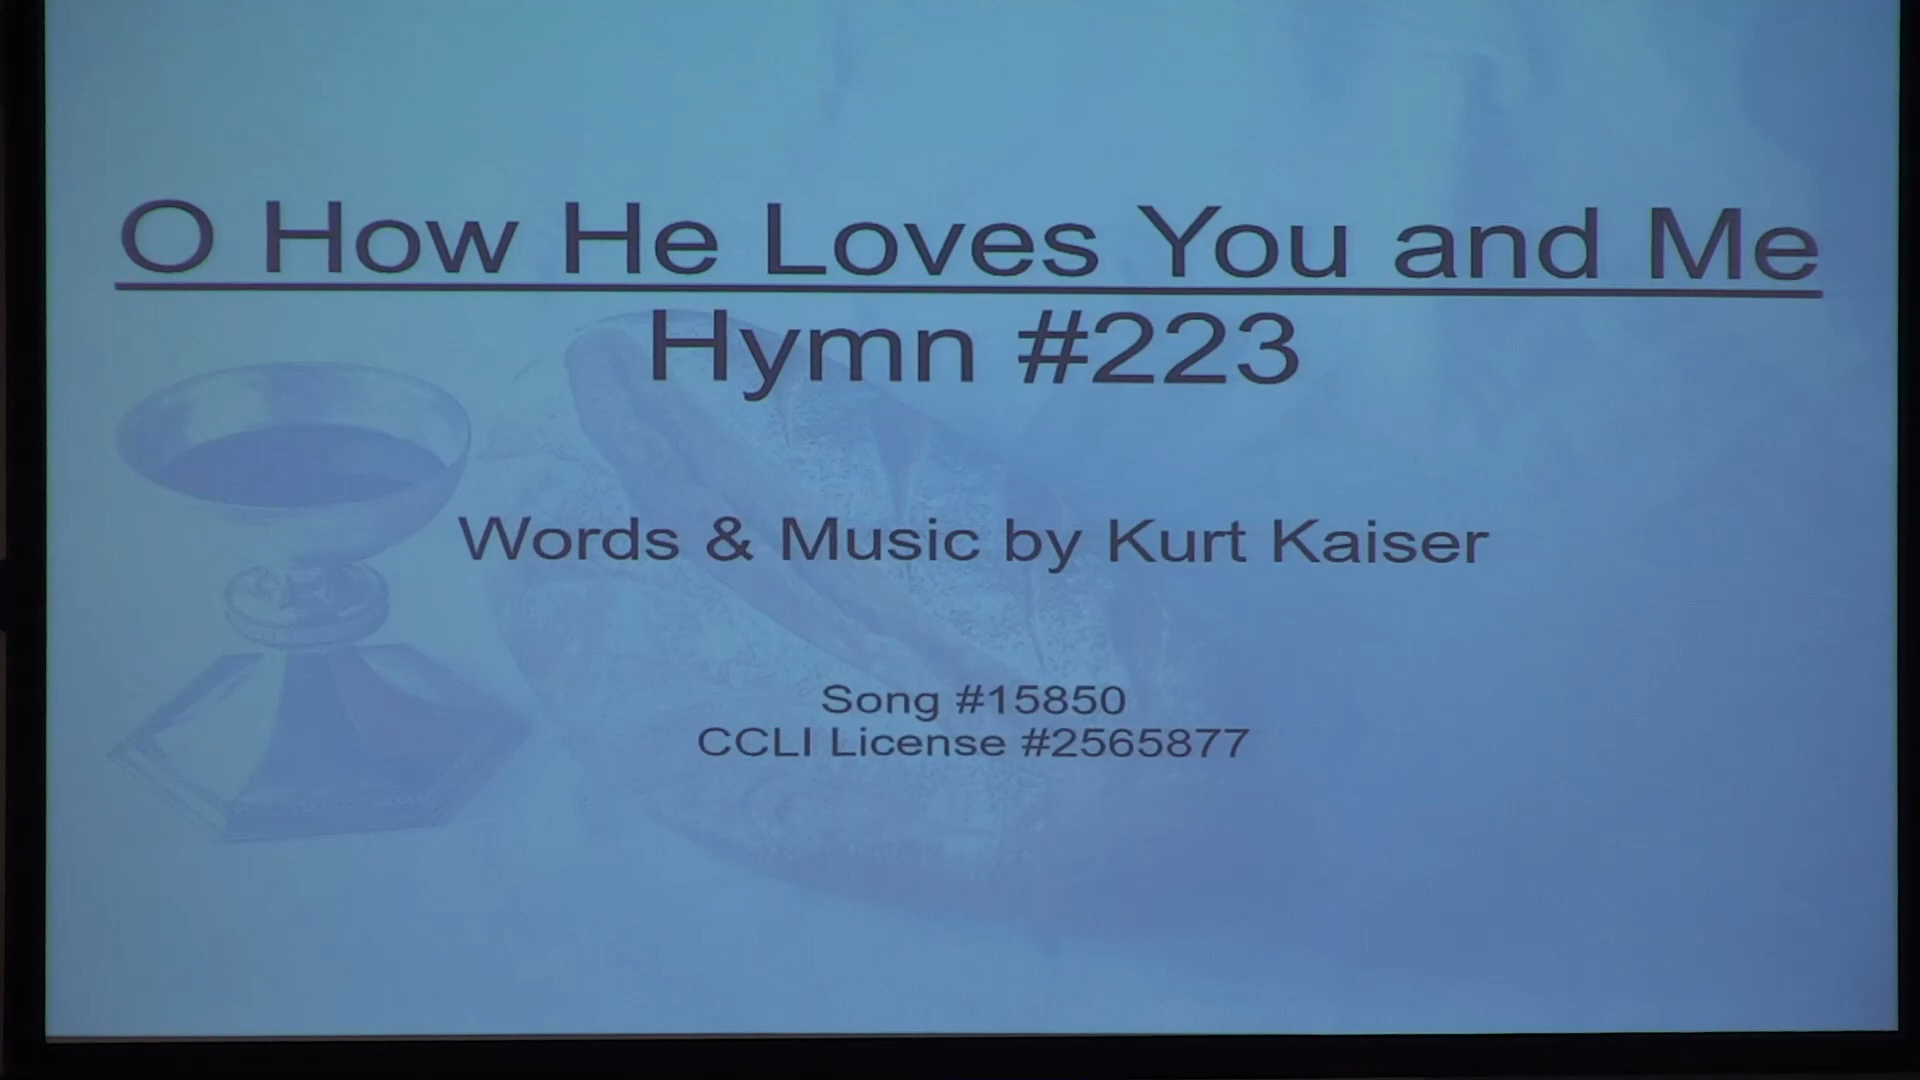 O How He Loves You and Me
Hymn #223
Words & Music by Kurt Kaiser
Song #15850
CCLI License #2565877